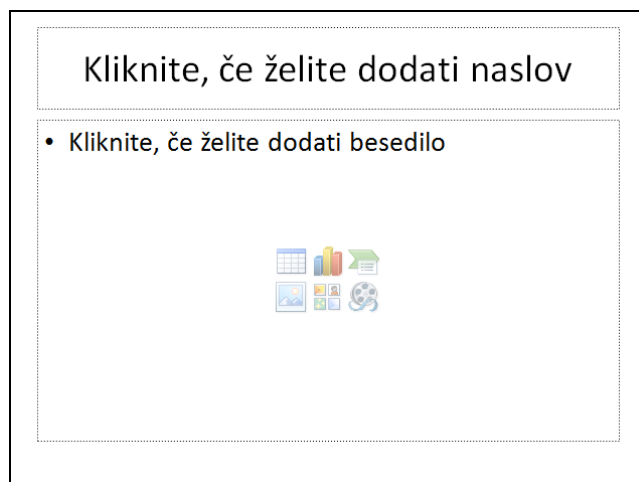 Kliknite, če želite dodati naslov
• Kliknite, če želite dodati besedilo